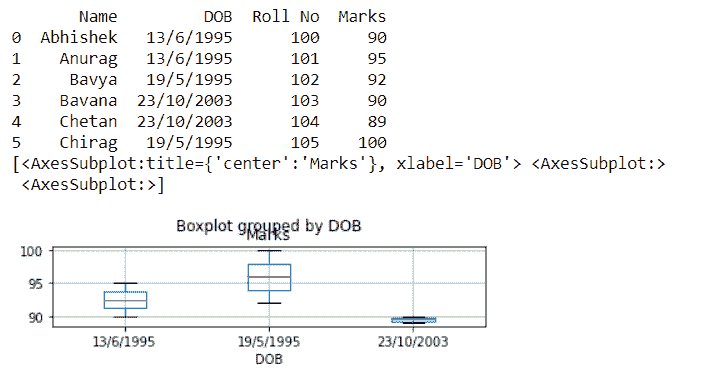 Name DOB Roll No Marks
0 Abhishek 13/6/1995 100 90
1 Anurag 13/6/1995 101 95
2 Bavya 19/5/1995 102 92
3 Bavana 23/10/2003 103 90
4 Chetan 23/10/2003 104 89
5 Chirag 19/5/1995 105 100
[<AxesSubplot:title={'center':'Marks'}, xlabel='DOB'> <AxesSubplot:>
<AxesSubplot:>]
Boxplot grouped by DOB
Marks
100
95
90
13/6/1995 19/5/1995 23/10/2003
DOB